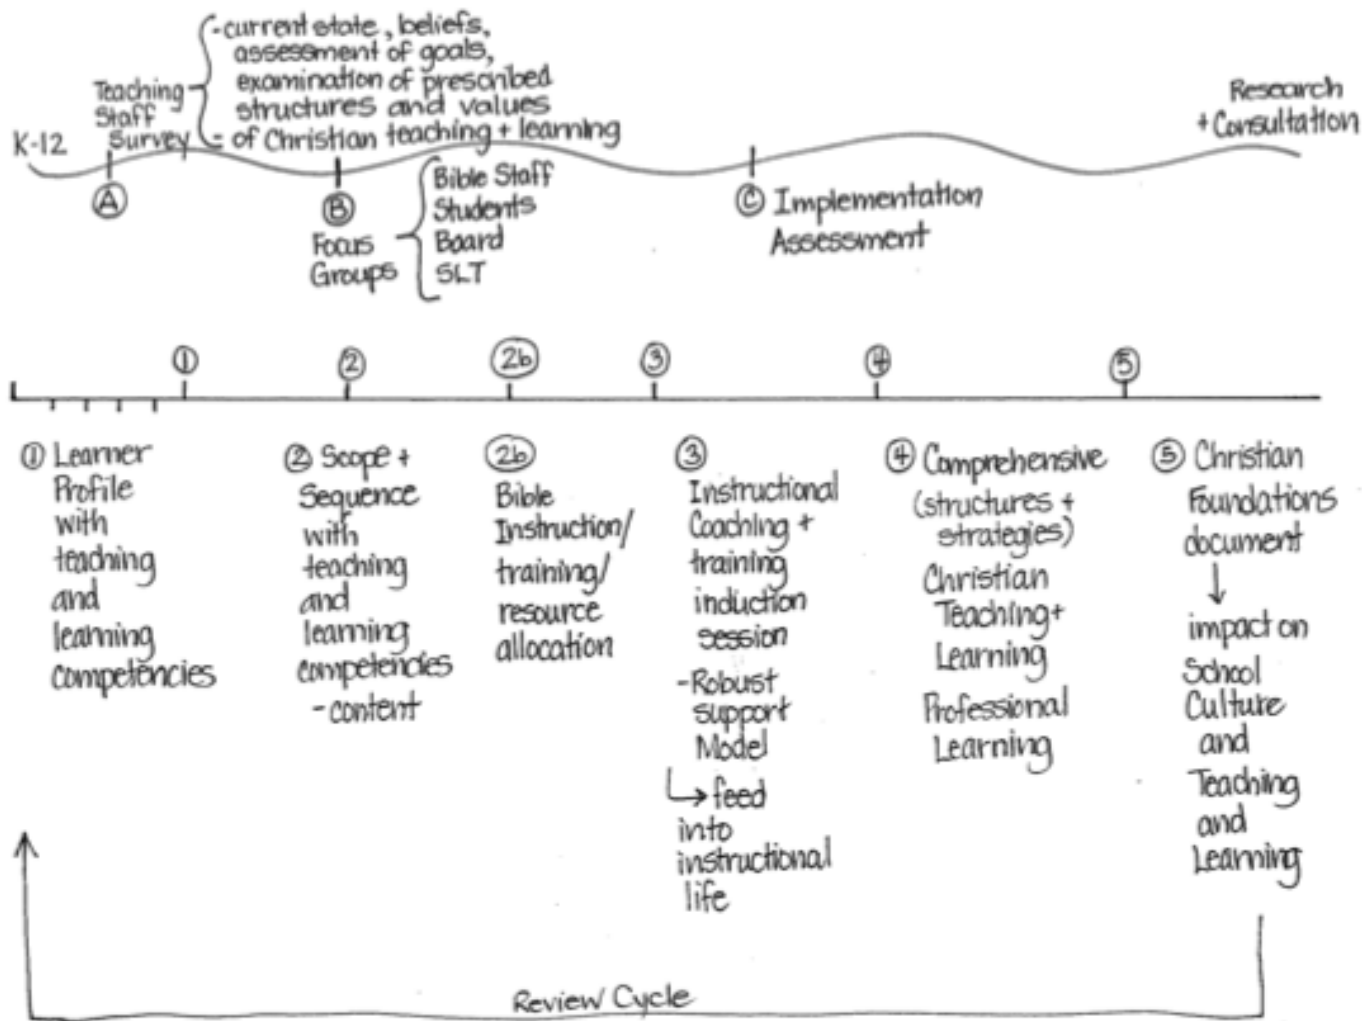 -current state, beliefs,
assessment of goals,
examination of prescribed
structures and values
= of Christian teaching + learning
Teaching
Staff
Survey
K-12
Research
+ Consultation
A
B
Focus
Groups
Bible Staff
Students
Board
SLT
C Implementation
Assessment
1 2 2b 3 4 5
1 Learner
Profile
with
teaching
and
learning
competencies
2 Scope +
Sequence
with
teaching
and
learning
competencies
- content
2b
Bible
Instruction/
training/
resource
allocation
3
Instructional
Coaching +
training
induction
session
-Robust
support
Model
→ feed
into
instructional
life
4 Comprehensive
(structures +
strategies)
Christian
Teaching+
Learning
Professional
Learning
5 Christian
Foundations
document
↓
impact on
School
Culture
and
Teaching
and
Learning
Review Cycle